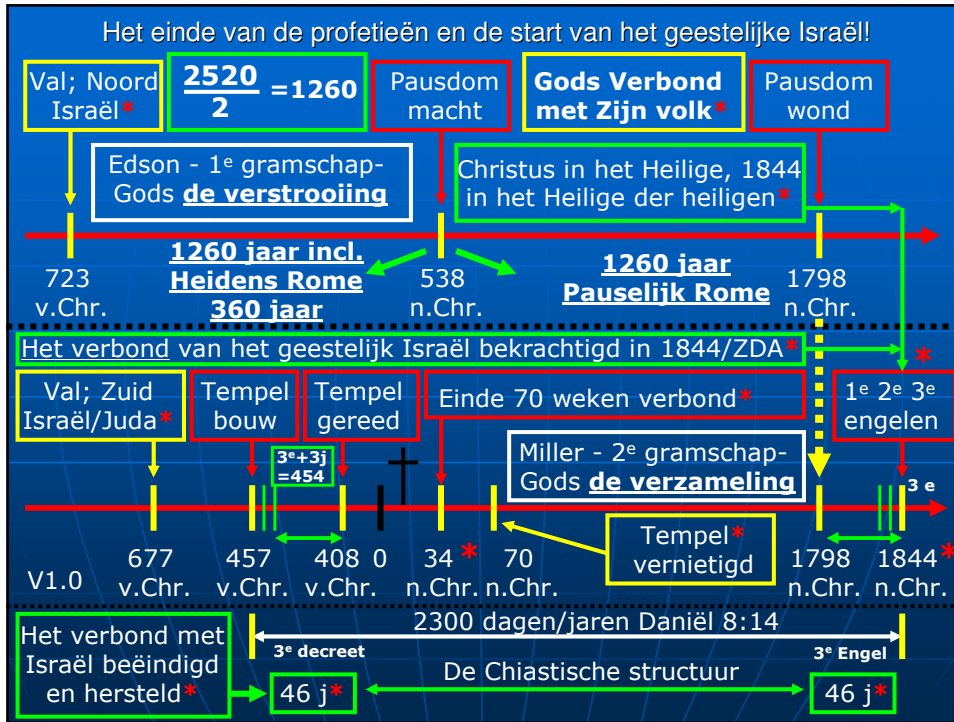 Het einde van de profetieën en de start van het geestelijke Israël!
Val; Noord
Israël*
2520
2
=1260
Pausdom
macht
Gods Verbond
met Zijn volk*
Pausdom
wond
Edson - 1e gramschap-
Gods de verstrooiing
Christus in het Heilige, 1844
in het Heilige der heiligen*
723
v.Chr.
1260 jaar incl.
Heidens Rome
360 jaar
538
n.Chr.
1260 jaar
Pauselijk Rome
1798
n.Chr.
Het verbond van het geestelijk Israël bekrachtigd in 1844/ZDA*
*
Val; Zuid
Israël/Juda*
Tempel
bouw
Tempel
gereed
Einde 70 weken verbond*
1e 2e 3e
engelen
3e+3j
=454
Miller - 2e gramschap-
Gods de verzameling
3 e
Tempel*
vernietigd
677
v.Chr.
457
v.Chr.
408
v.Chr.
0
34 *
n.Chr.
70
n.Chr.
1798
n.Chr.
1844*
n.Chr.
V1.0
2300 dagen/jaren Daniël 8:14
Het verbond met
Israël beëindigd
en hersteld*
3e decreet
3e Engel
De Chiastische structuur
46 j*
46 j*